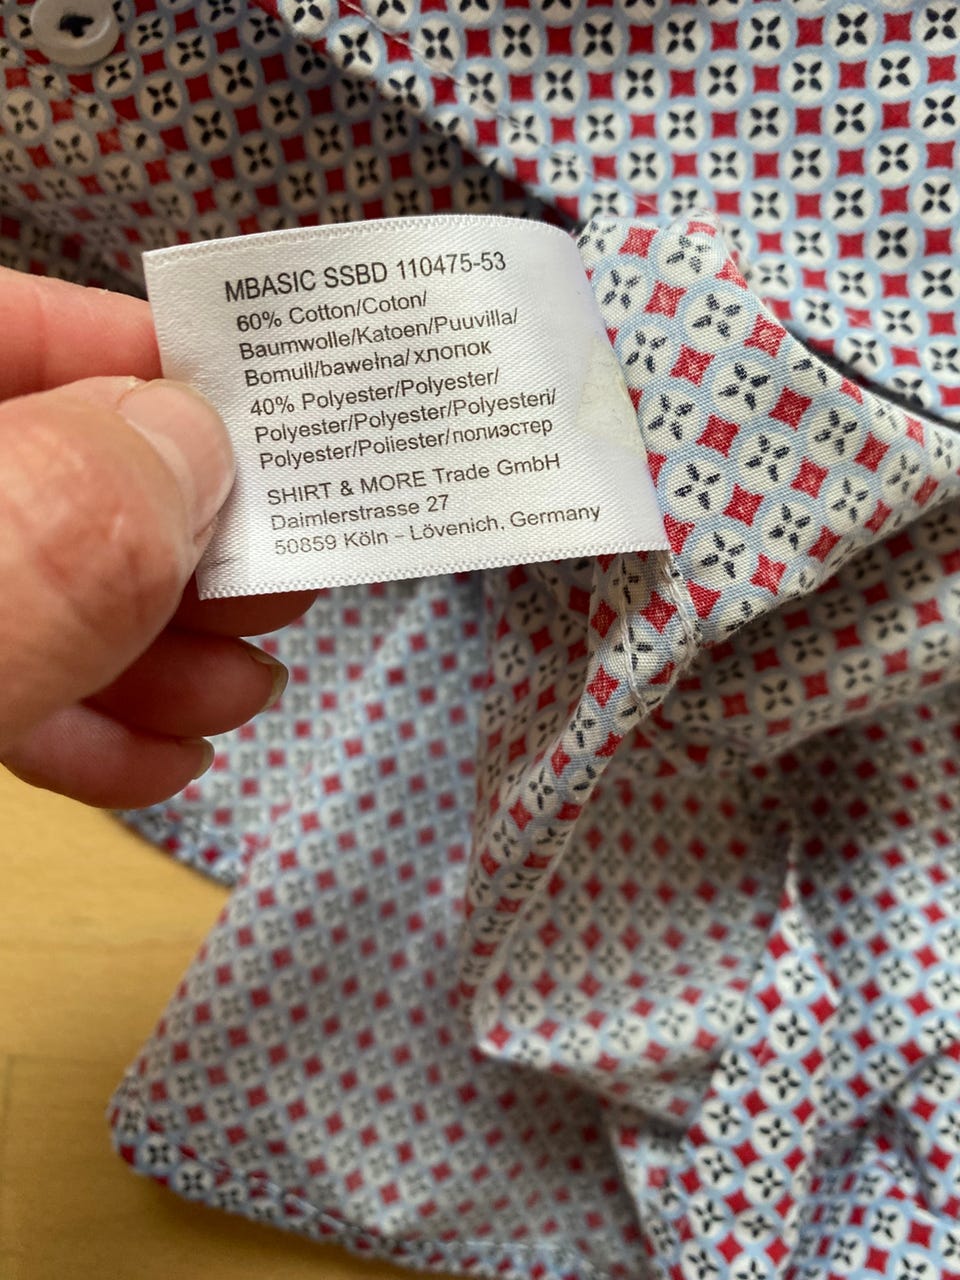 MBASIC SSBD 110475-53
60% Cotton/Coton/
Baumwolle/Katoen/Puuvilla/
Bomull/bawełna/хлопок
40% Polyester/Polyester/
Polyester/Polyester/Polyesteri/
Polyester/Poliester/полиэстер
SHIRT & MORE Trade GmbH
Daimlerstrasse 27
50859 Köln – Lövenich, Germany